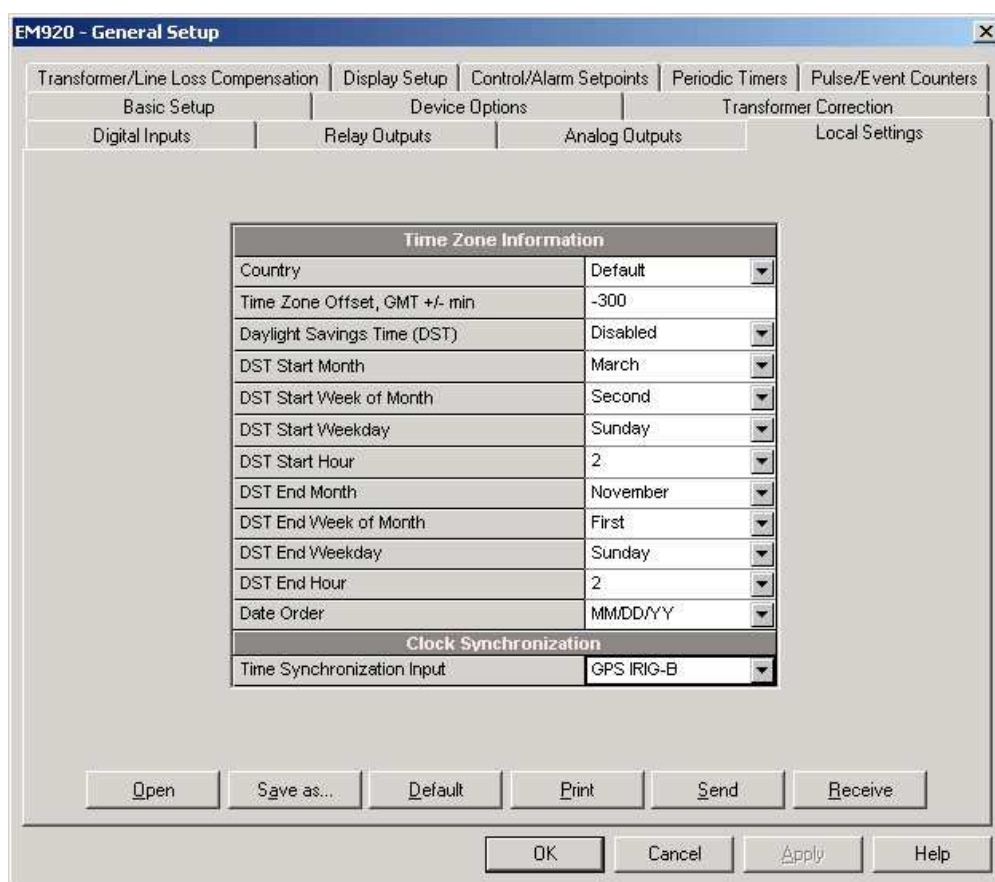 EM920 - General Setup
Transformer/Line Loss Compensation Display Setup Control/Alarm Setpoints Periodic Timers Pulse/Event Counters
Basic Setup Device Options Transformer Correction
Digital Inputs Relay Outputs Analog Outputs Local Settings
Time Zone Information
Country Default
Time Zone Offset, GMT +/- min -300
Daylight Savings Time (DST) Disabled
DST Start Month March
DST Start Week of Month Second
DST Start Weekday Sunday
DST Start Hour 2
DST End Month November
DST End Week of Month First
DST End Weekday Sunday
DST End Hour 2
Date Order MM/DD/YY
Clock Synchronization
Time Synchronization Input GPS IRIG-B
Open Save as... Default Print Send Receive
OK Cancel Apply Help